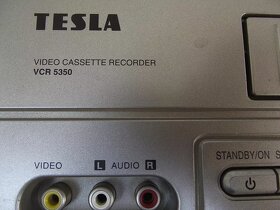 TESLA
VIDEO CASSETTE RECORDER
VCR 5350
VIDEO L AUDIO R
STANDBY/ON S